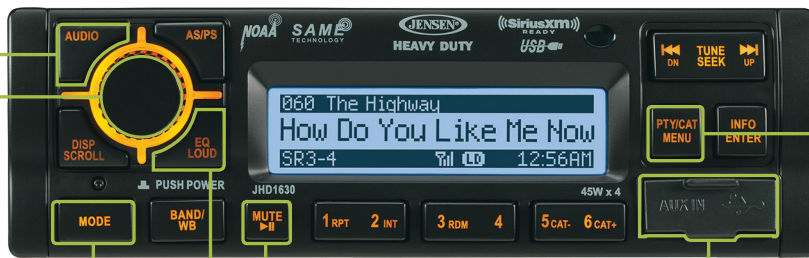 AUDIO
AS/PS
NOAA
SAME
TECHNOLOGY
JENSEN®
HEAVY DUTY
((SiriusXm))
READY
USB
DN
TUNE
SEEK
UP
DISP
SCROLL
EQ
LOUD
060 The Highway
How Do You Like Me Now
SR3-4
LD
12:56AM
PTY/CAT
MENU
INFO
ENTER
PUSH POWER
JHD1630
45W x 4
MODE
BAND/
WB
MUTE
1 RPT
2 INT
3 RDM
4
5 CAT-
6 CAT+
AUX IN